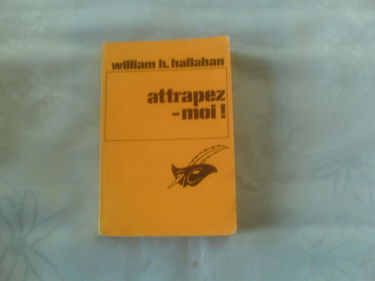 william h. hallahan
attrapez
-moi !